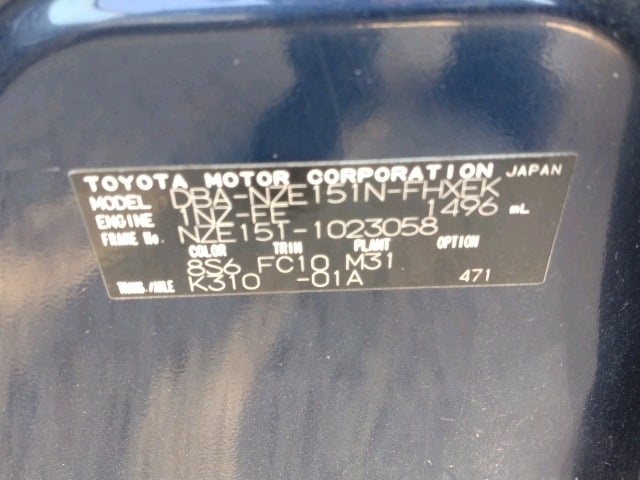 TOYOTA MOTOR CORPORATION JAPAN
MODEL DBA-NZE151N-FHXEK
ENGINE 1NZ-FE 1496 mL
FRAME No NZE151-1023058
COLOR TRIM PLANT OPTION
8S6 FC10 M31
TRANS./AXLE K310 -01A 471